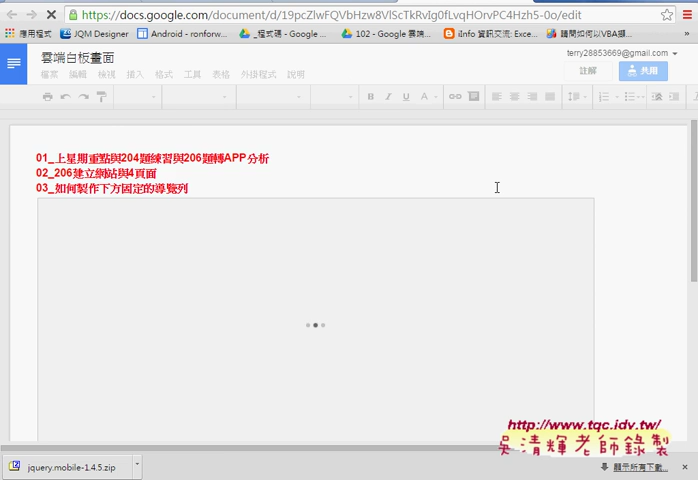 https://docs.google.com/document/d/19pcZlwFQVbHzw8VlScTkRvIg0fLvqHOrvPC4Hzh5-0o/edit
應用程式 JQM Designer Android - ronforw... _程式碼 - Google ... 102 - Google 雲端... iInfo 資訊交流: Exce... 請問如何以VBA擷... »
雲端白板畫面
terry28853669@gmail.com
檔案 編輯 檢視 插入 格式 工具 表格 外掛程式 說明
註解 共用
B I U A
01_上星期重點與204題練習與206題轉APP分析
02_206建立網站與4頁面
03_如何製作下方固定的導覽列
http://www.tqc.idv.tw/
吳清輝老師錄製
jquery.mobile-1.4.5.zip
顯示所有下載...